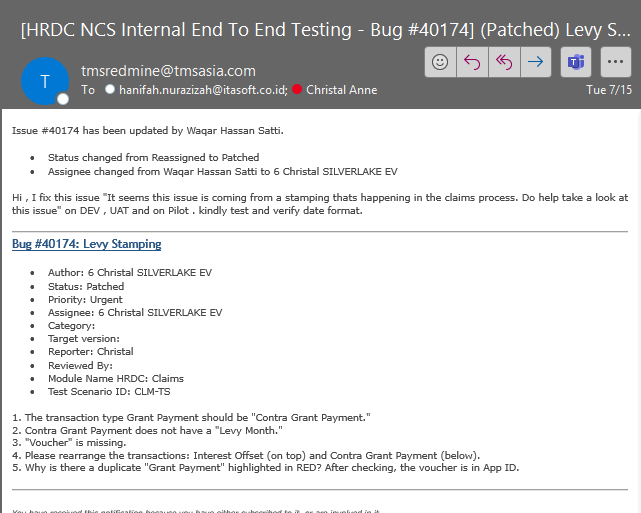 [HRDC NCS Internal End To End Testing - Bug #40174] (Patched) Levy S...
T
tmsredmine@tmsasia.com
To hanifah.nurazizah@itasoft.co.id; Christal Anne
Tue 7/15
Issue #40174 has been updated by Waqar Hassan Satti.
• Status changed from Reassigned to Patched
• Assignee changed from Waqar Hassan Satti to 6 Christal SILVERLAKE EV
Hi , I fix this issue "It seems this issue is coming from a stamping thats happening in the claims process. Do help take a look at
this issue" on DEV , UAT and on Pilot . kindly test and verify date format.
Bug #40174: Levy Stamping
• Author: 6 Christal SILVERLAKE EV
• Status: Patched
• Priority: Urgent
• Assignee: 6 Christal SILVERLAKE EV
• Category:
• Target version:
• Reporter: Christal
• Reviewed By:
• Module Name HRDC: Claims
• Test Scenario ID: CLM-TS
1. The transaction type Grant Payment should be "Contra Grant Payment."
2. Contra Grant Payment does not have a "Levy Month."
3. "Voucher" is missing.
4. Please rearrange the transactions: Interest Offset (on top) and Contra Grant Payment (below).
5. Why is there a duplicate "Grant Payment" highlighted in RED? After checking, the voucher is in App ID.
You have received this notification because you have either subscribed to it, or are involved in it.